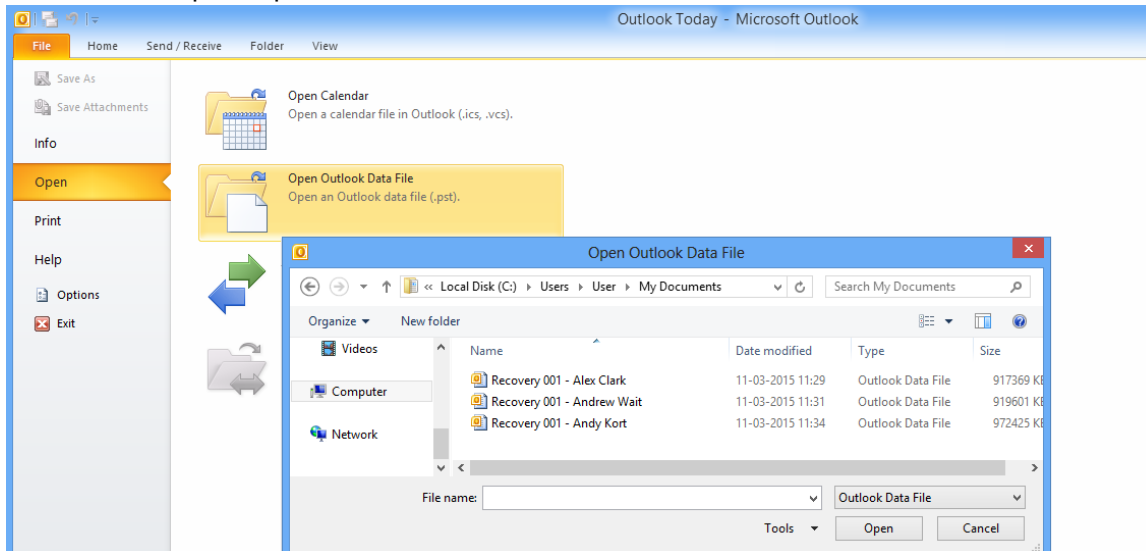 Outlook Today - Microsoft Outlook
File Home Send / Receive Folder View
Save As
Save Attachments
Info
Open
Print
Help
Options
Exit
Open Calendar
Open a calendar file in Outlook (.ics, .vcs).
Open Outlook Data File
Open an Outlook data file (.pst).
Open Outlook Data File
« Local Disk (C:) Users User My Documents Search My Documents
Organize New folder
Videos
Computer
Network
Name Date modified Type Size
Recovery 001 - Alex Clark 11-03-2015 11:29 Outlook Data File 917369 KB
Recovery 001 - Andrew Wait 11-03-2015 11:31 Outlook Data File 919601 KB
Recovery 001 - Andy Kort 11-03-2015 11:34 Outlook Data File 972425 KB
File name: Outlook Data File
Tools Open Cancel